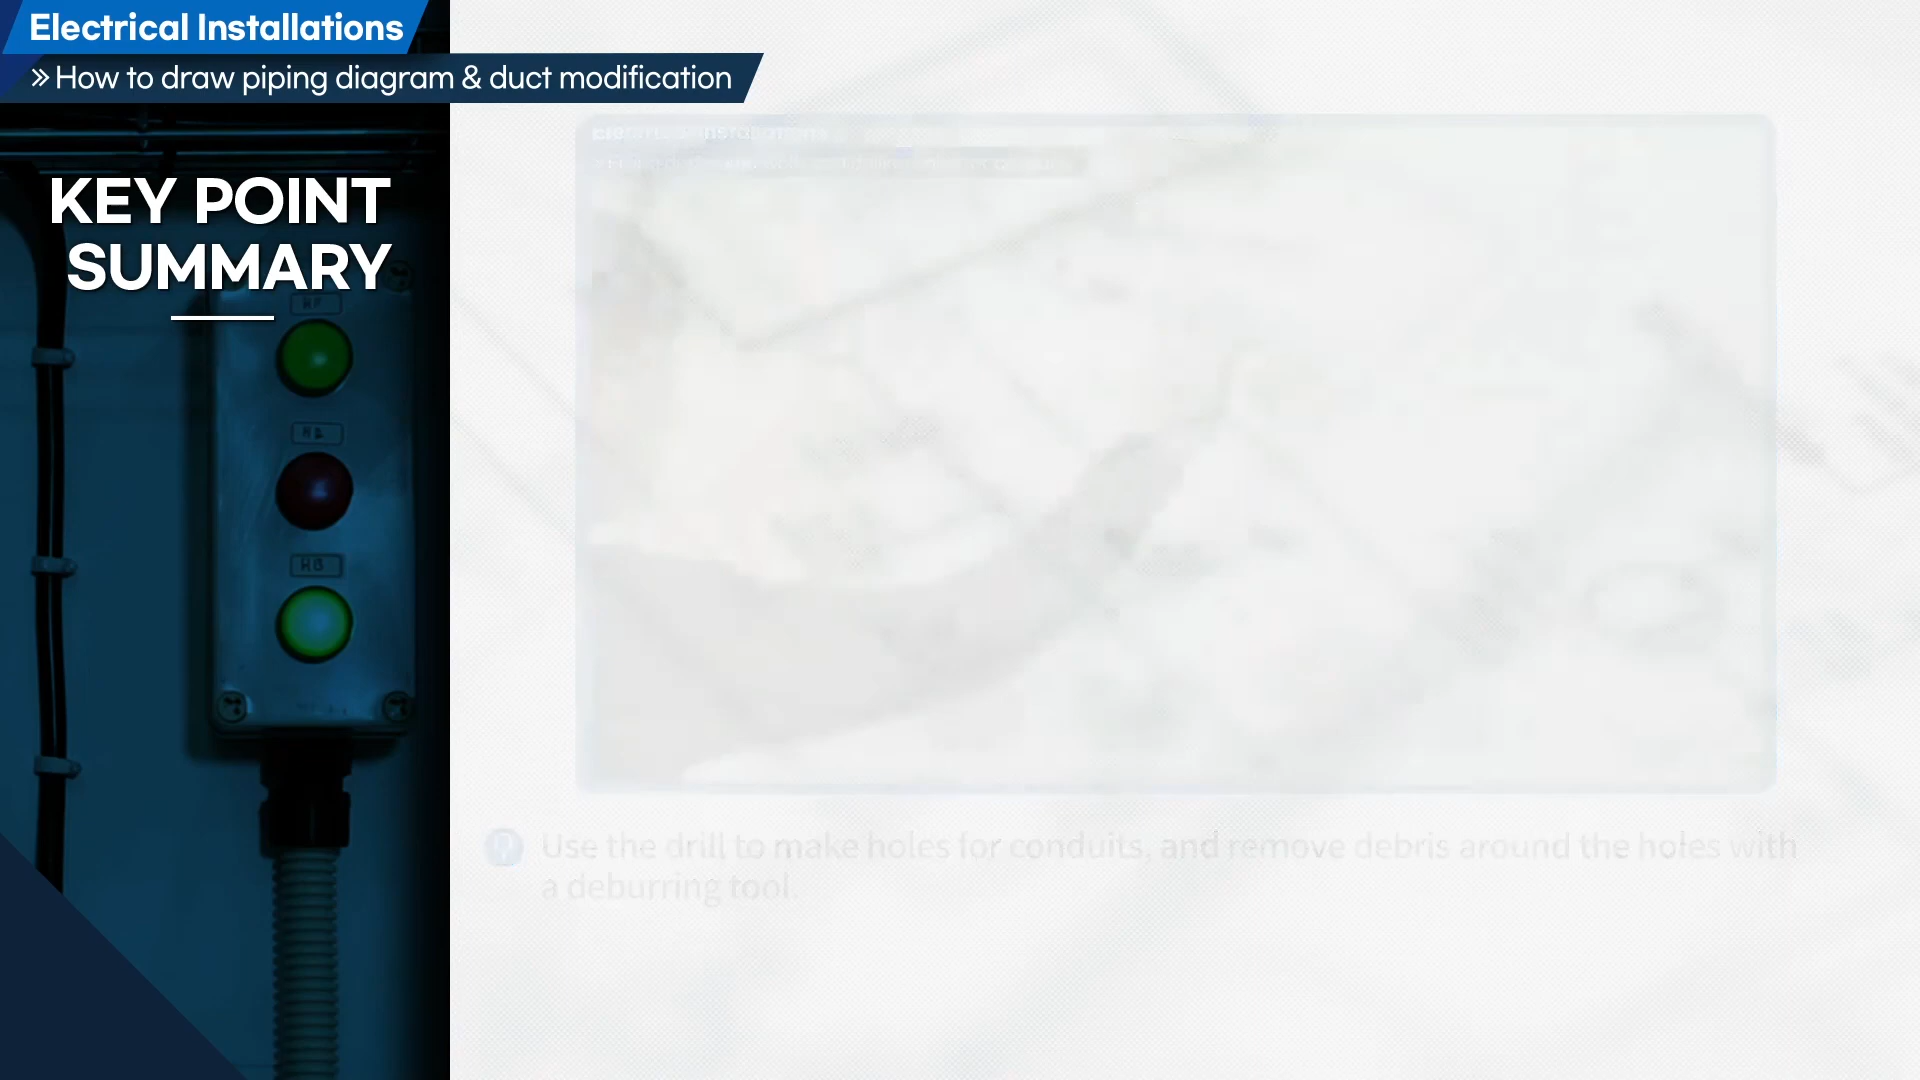 Electrical Installations
» How to draw piping diagram & duct modification
KEY POINT
SUMMARY
Use the drill to make holes for conduits, and remove debris around the holes with
a deburring tool.